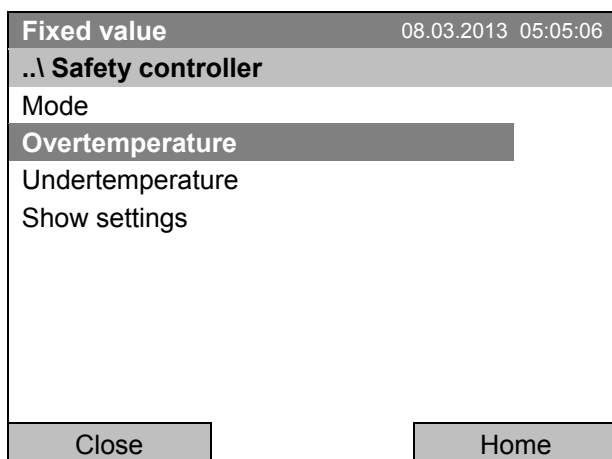 Fixed value 08.03.2013 05:05:06
..\ Safety controller
Mode
Overtemperature
Undertemperature
Show settings
Close Home